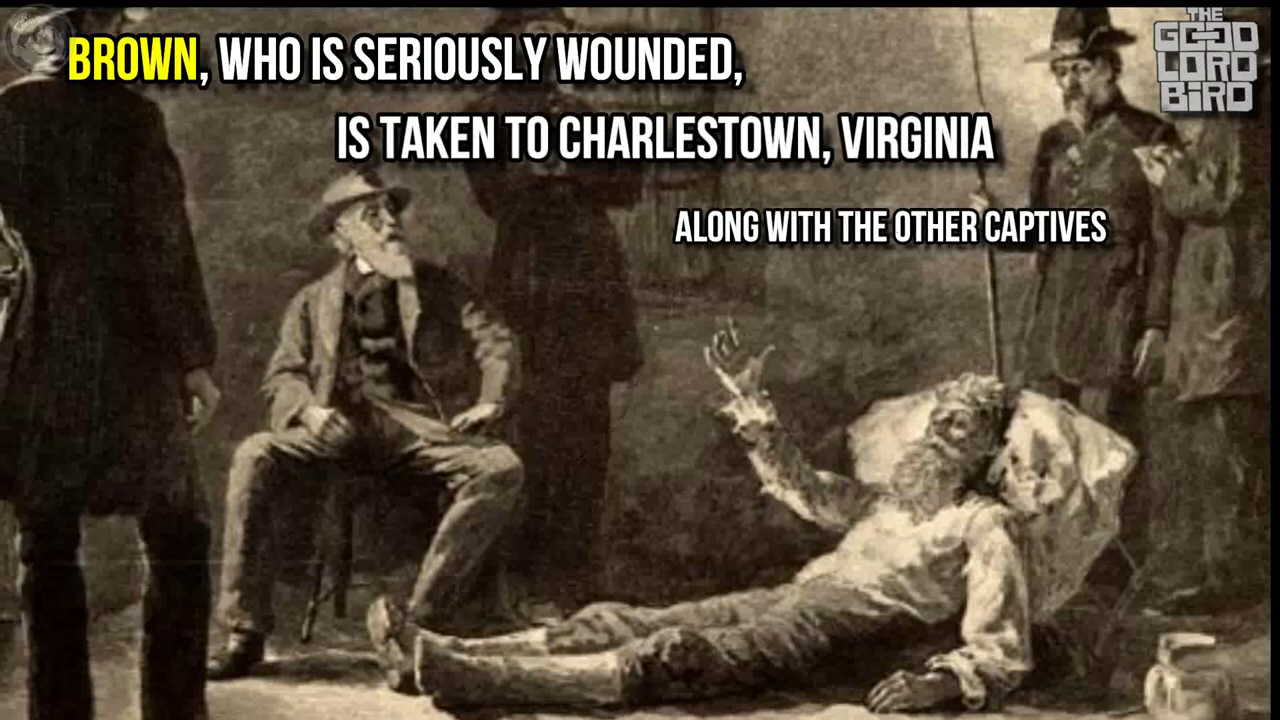 BROWN, WHO IS SERIOUSLY WOUNDED,
IS TAKEN TO CHARLESTOWN, VIRGINIA
ALONG WITH THE OTHER CAPTIVES
THE
GOOD
LORD
BIRD